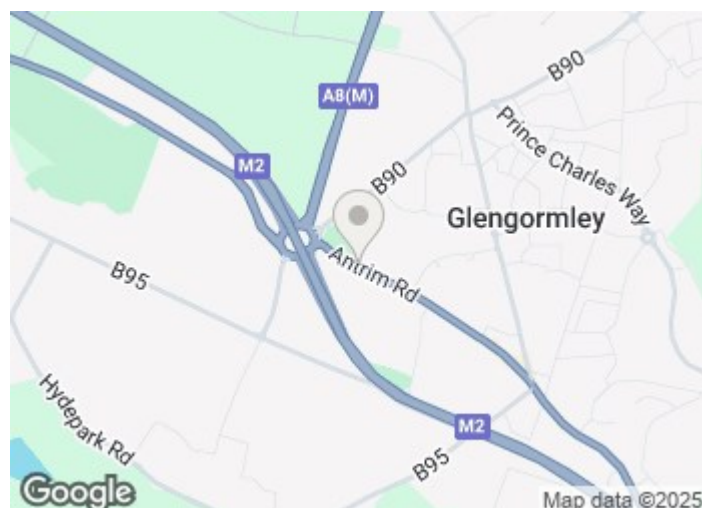 B90
A8(M)
Prince Charles Way
M2
B90
Glengormley
Antrim Rd
B95
Hydepark Rd
M2
B95
Google
Map data ©2025